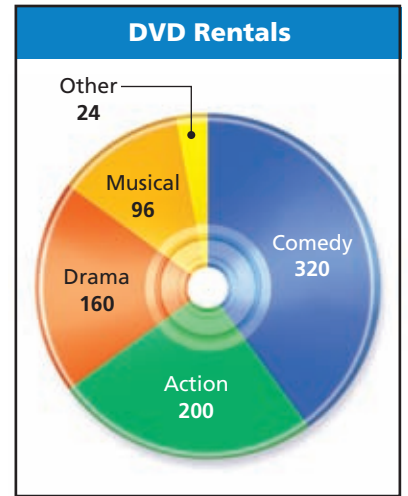 DVD Rentals
Other
24
Musical
96
Comedy
320
Drama
160
Action
200